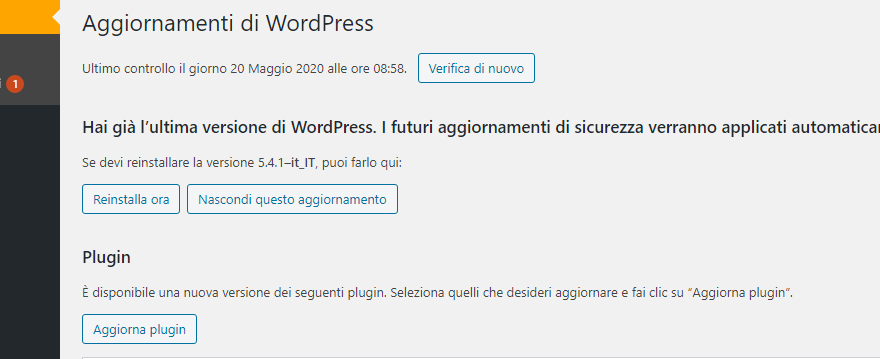 Aggiornamenti di WordPress
Ultimo controllo il giorno 20 Maggio 2020 alle ore 08:58. Verifica di nuovo
i 1
Hai già l’ultima versione di WordPress. I futuri aggiornamenti di sicurezza verranno applicati
Se devi reinstallare la versione 5.4.1–it_IT, puoi farlo qui:
Reinstalla ora Nascondi questo aggiornamento
Plugin
È disponibile una nuova versione dei seguenti plugin. Seleziona quelli che desideri aggiornare e fai clic su “Aggiorna plugin”.
Aggiorna plugin